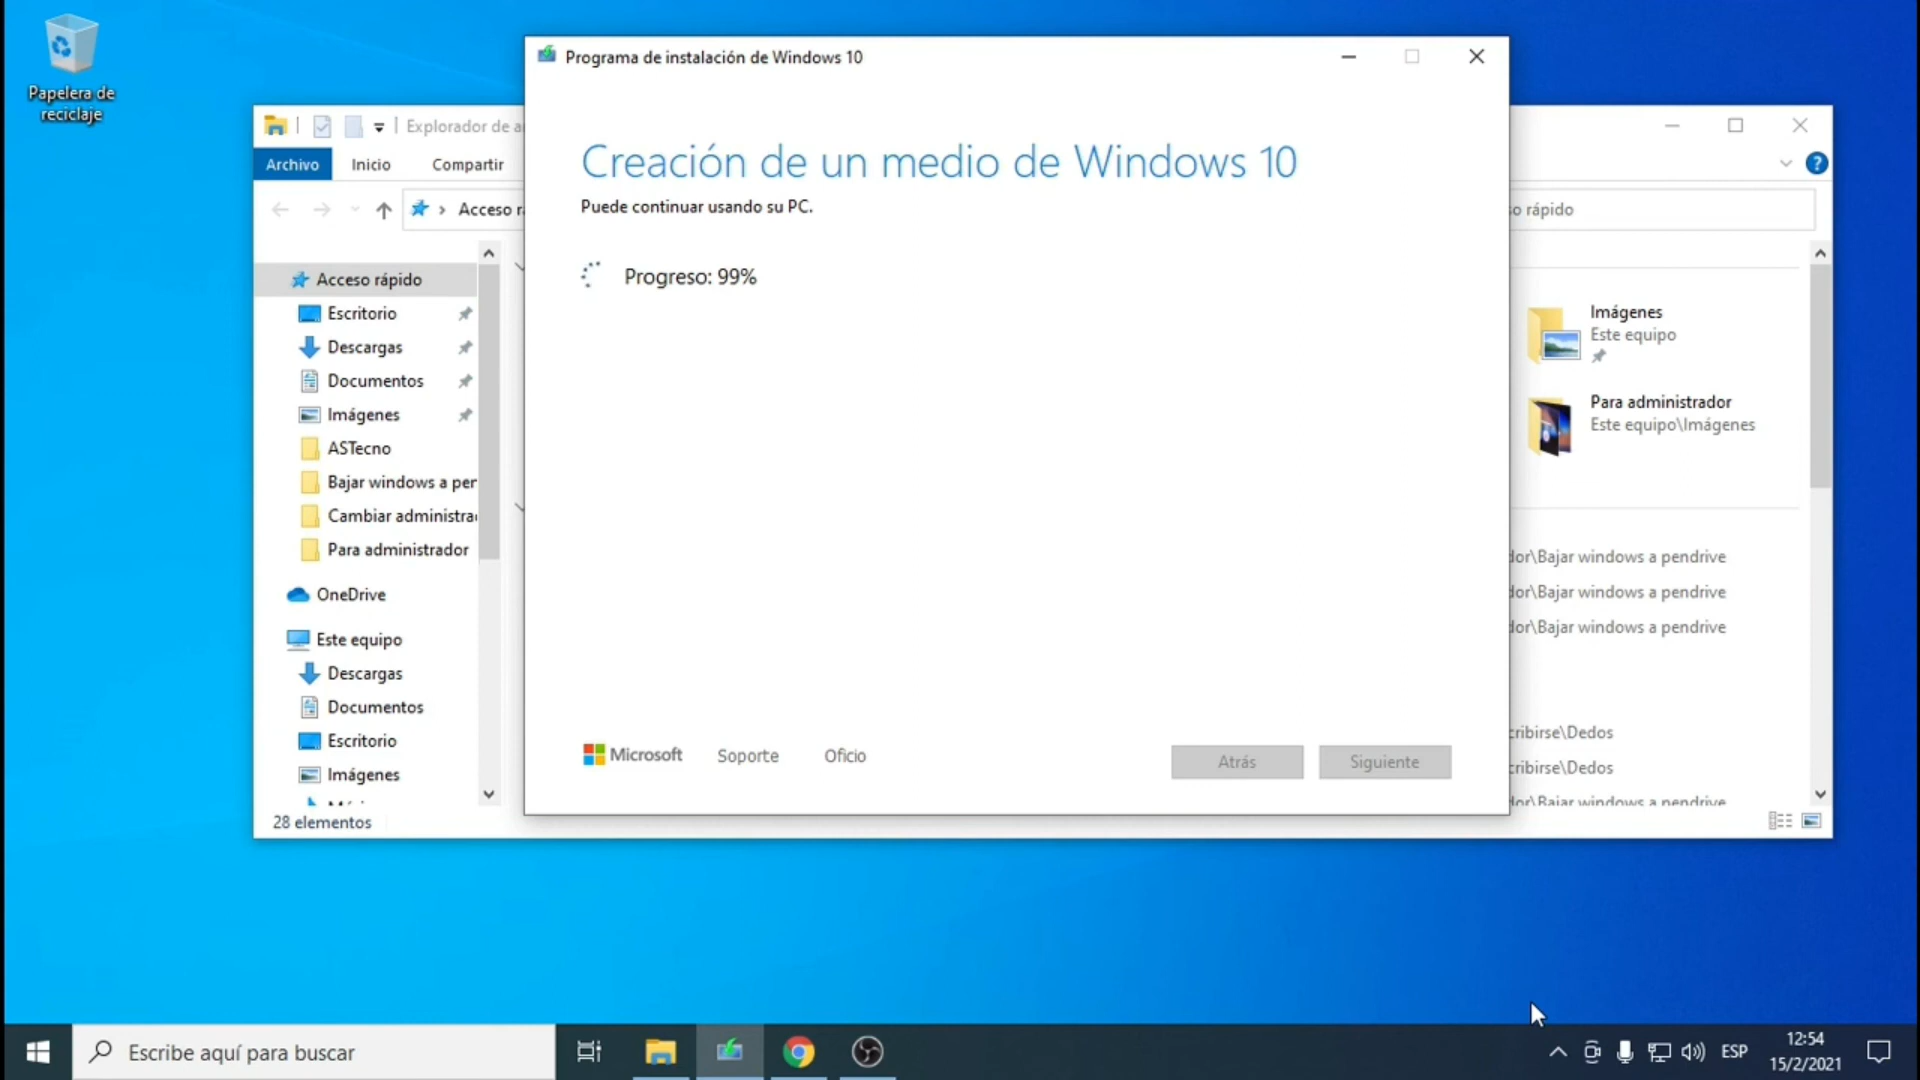 Papelera de
reciclaje
Programa de instalación de Windows 10
Creación de un medio de Windows 10
Puede continuar usando su PC.
Progreso: 99%
Microsoft
Soporte
Oficio
Atrás
Siguiente
Explorador de a
Archivo
Inicio
Compartir
Acceso r
so rápido
Acceso rápido
Escritorio
Descargas
Documentos
Imágenes
ASTecno
Bajar windows a per
Cambiar administra
Para administrador
OneDrive
Este equipo
Descargas
Documentos
Escritorio
Imágenes
28 elementos
Imágenes
Este equipo
Para administrador
Este equipo\Imágenes
dor\Bajar windows a pendrive
dor\Bajar windows a pendrive
dor\Bajar windows a pendrive
cribirse\Dedos
cribirse\Dedos
dor\Bajar windows a pendrive
Escribe aquí para buscar
ESP
12:54
15/2/2021